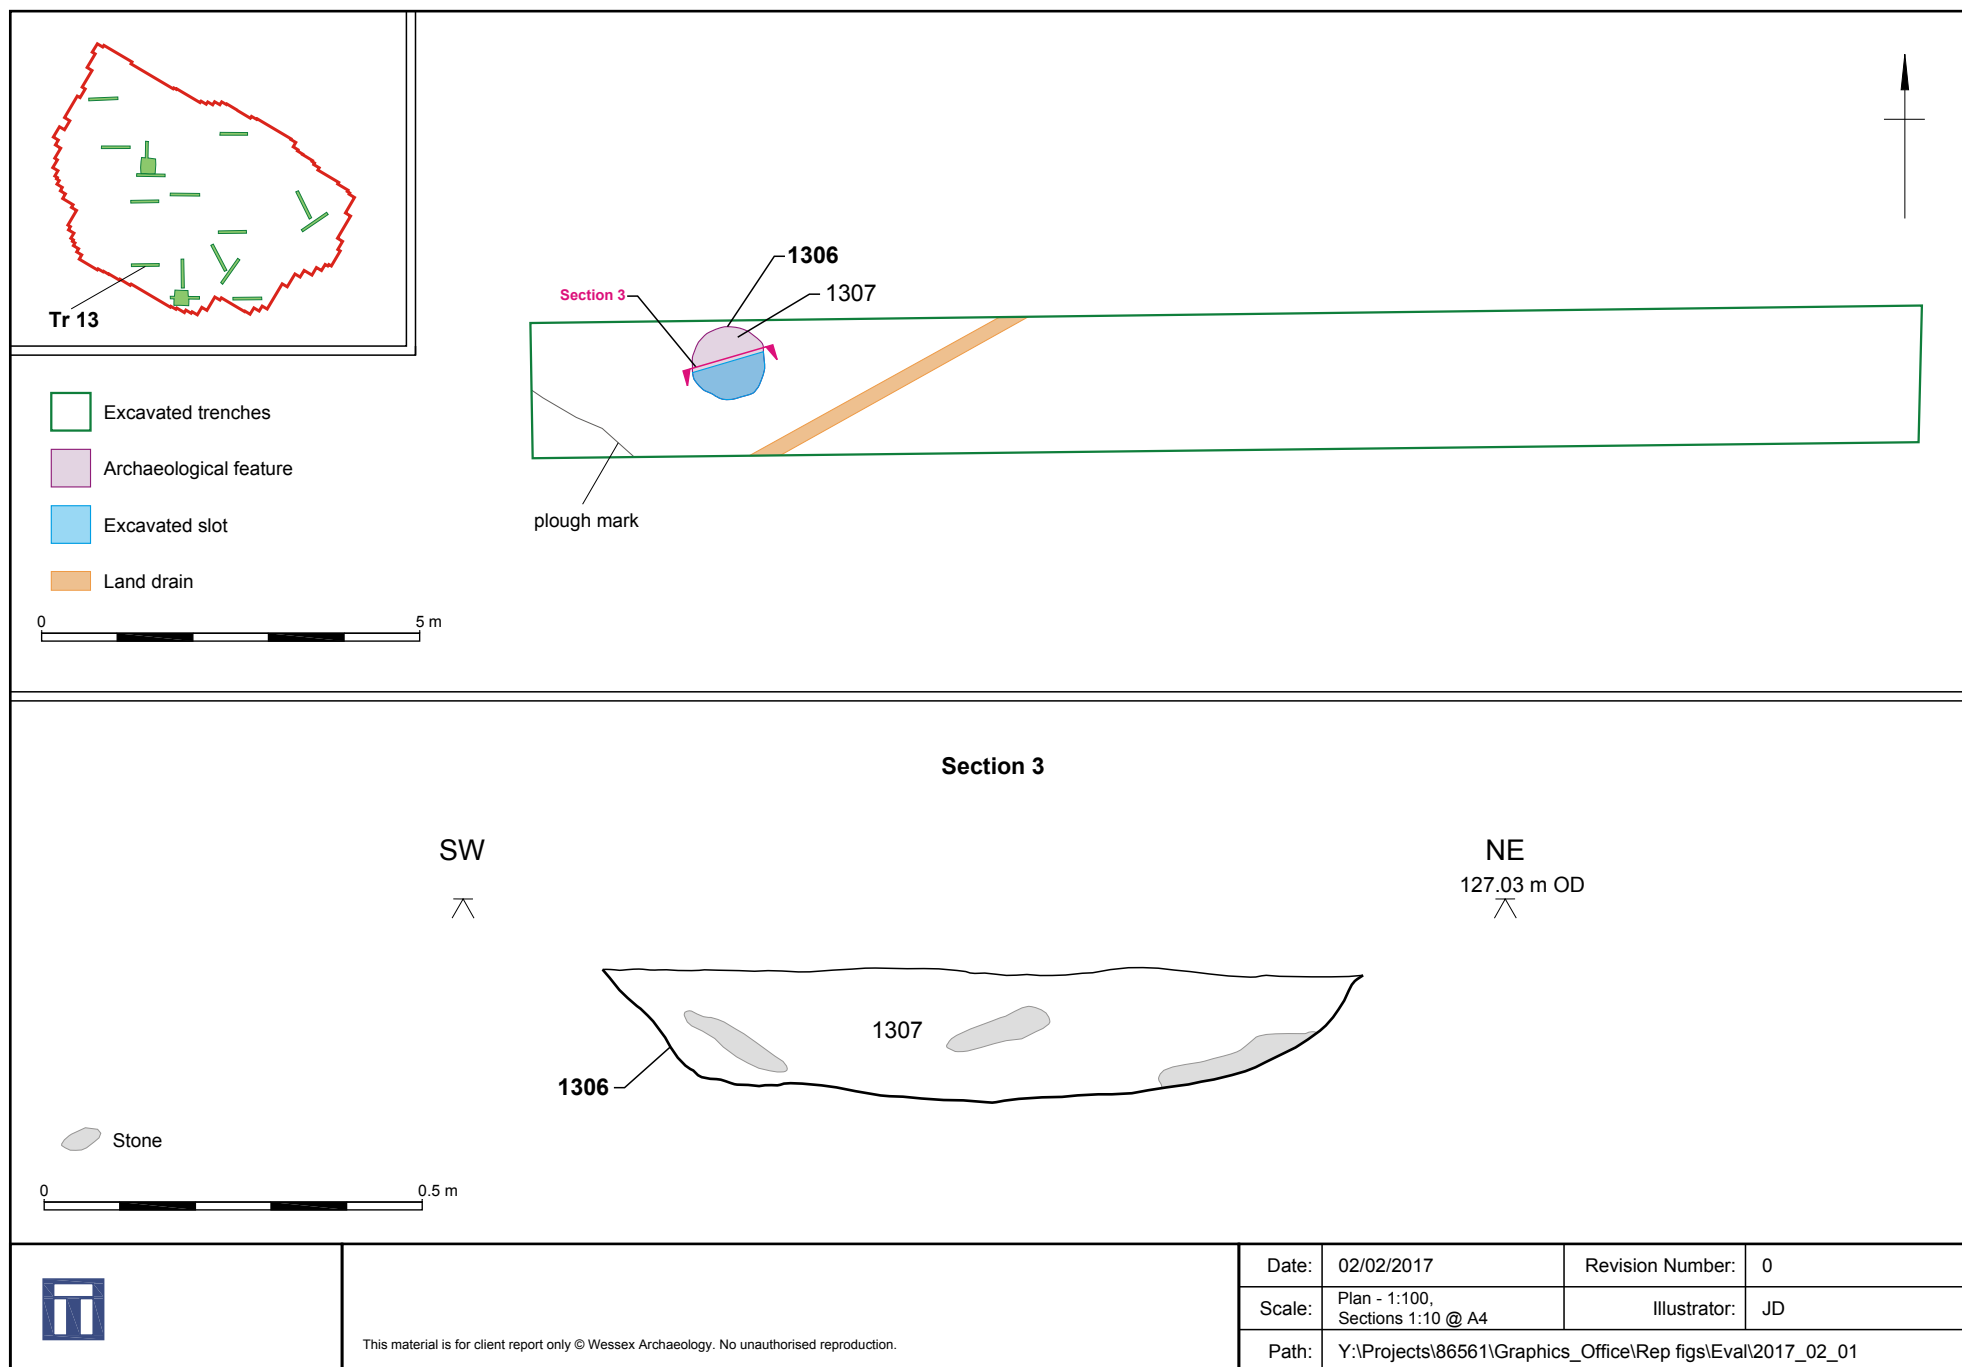 Tr 13
Excavated trenches
Archaeological feature
Excavated slot
Land drain
0 5 m
1306
Section 3
1307
plough mark
Section 3
SW
NE
127.03 m OD
1307
1306
Stone
0 0.5 m
This material is for client report only © Wessex Archaeology. No unauthorised reproduction.
Date: 02/02/2017 Revision Number: 0
Scale: Plan - 1:100,
Sections 1:10 @ A4
Illustrator: JD
Path: Y:\Projects\86561\Graphics_Office\Rep figs\Eval\2017_02_01